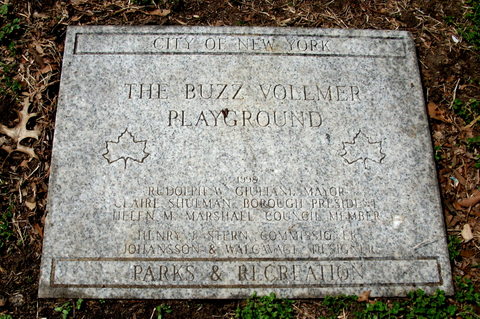 CITY OF NEW YORK
THE BUZZ VOLLMER
PLAYGROUND
1999
RUDOLPH W. GIULIANI, MAYOR
CLAIRE SHULMAN, BOROUGH PRESIDENT
HELEN M. MARSHALL, COUNCIL MEMBER
HENRY J. STERN, COMMISSIONER
JOHANSSON & WALCAVAGE, DESIGNER
PARKS & RECREATION